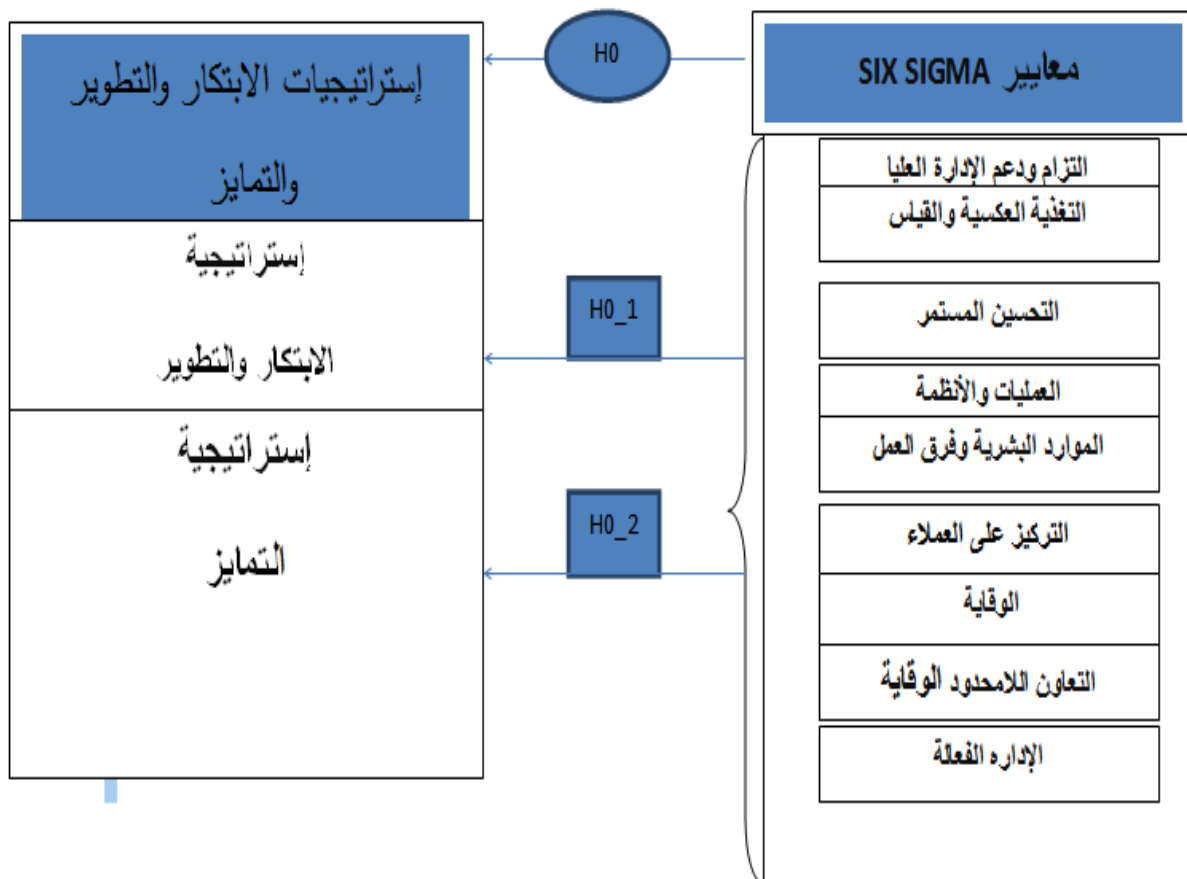 معايير SIX SIGMA
التزام ودعم الإدارة العليا
التغذية العكسية والقياس
التحسين المستمر
العمليات والأنظمة
الموارد البشرية وفرق العمل
التركيز على العملاء
الوقاية
التعاون اللامحدود الوقاية
الإداره الفعالة
H0
H0_1
H0_2
إستراتيجيات الابتكار والتطوير
والتمايز
إستراتيجية
الابتكار والتطوير
إستراتيجية
التمايز